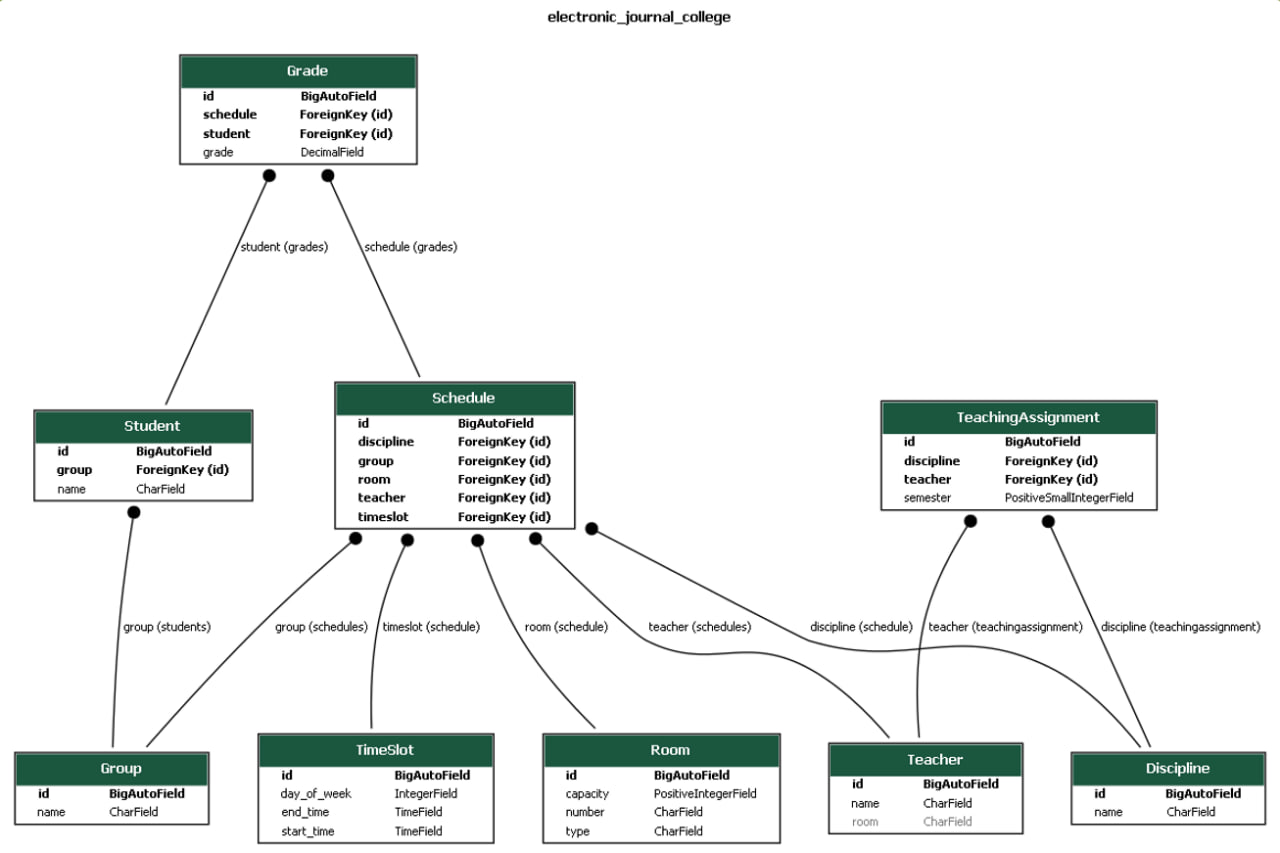 electronic_journal_college
Grade
id BigAutoField
schedule ForeignKey (id)
student ForeignKey (id)
grade DecimalField
student (grades)
schedule (grades)
Schedule
id BigAutoField
discipline ForeignKey (id)
group ForeignKey (id)
room ForeignKey (id)
teacher ForeignKey (id)
timeslot ForeignKey (id)
Student
id BigAutoField
group ForeignKey (id)
name CharField
TeachingAssignment
id BigAutoField
discipline ForeignKey (id)
teacher ForeignKey (id)
semester PositiveSmallIntegerField
group (students)
group (schedules)
timeslot (schedule)
room (schedule)
teacher (schedules)
discipline (schedule)
teacher (teachingassignment)
discipline (teachingassignment)
Group
id BigAutoField
name CharField
TimeSlot
id BigAutoField
day_of_week IntegerField
end_time TimeField
start_time TimeField
Room
id BigAutoField
capacity PositiveIntegerField
number CharField
type CharField
Teacher
id BigAutoField
name CharField
room CharField
Discipline
id BigAutoField
name CharField